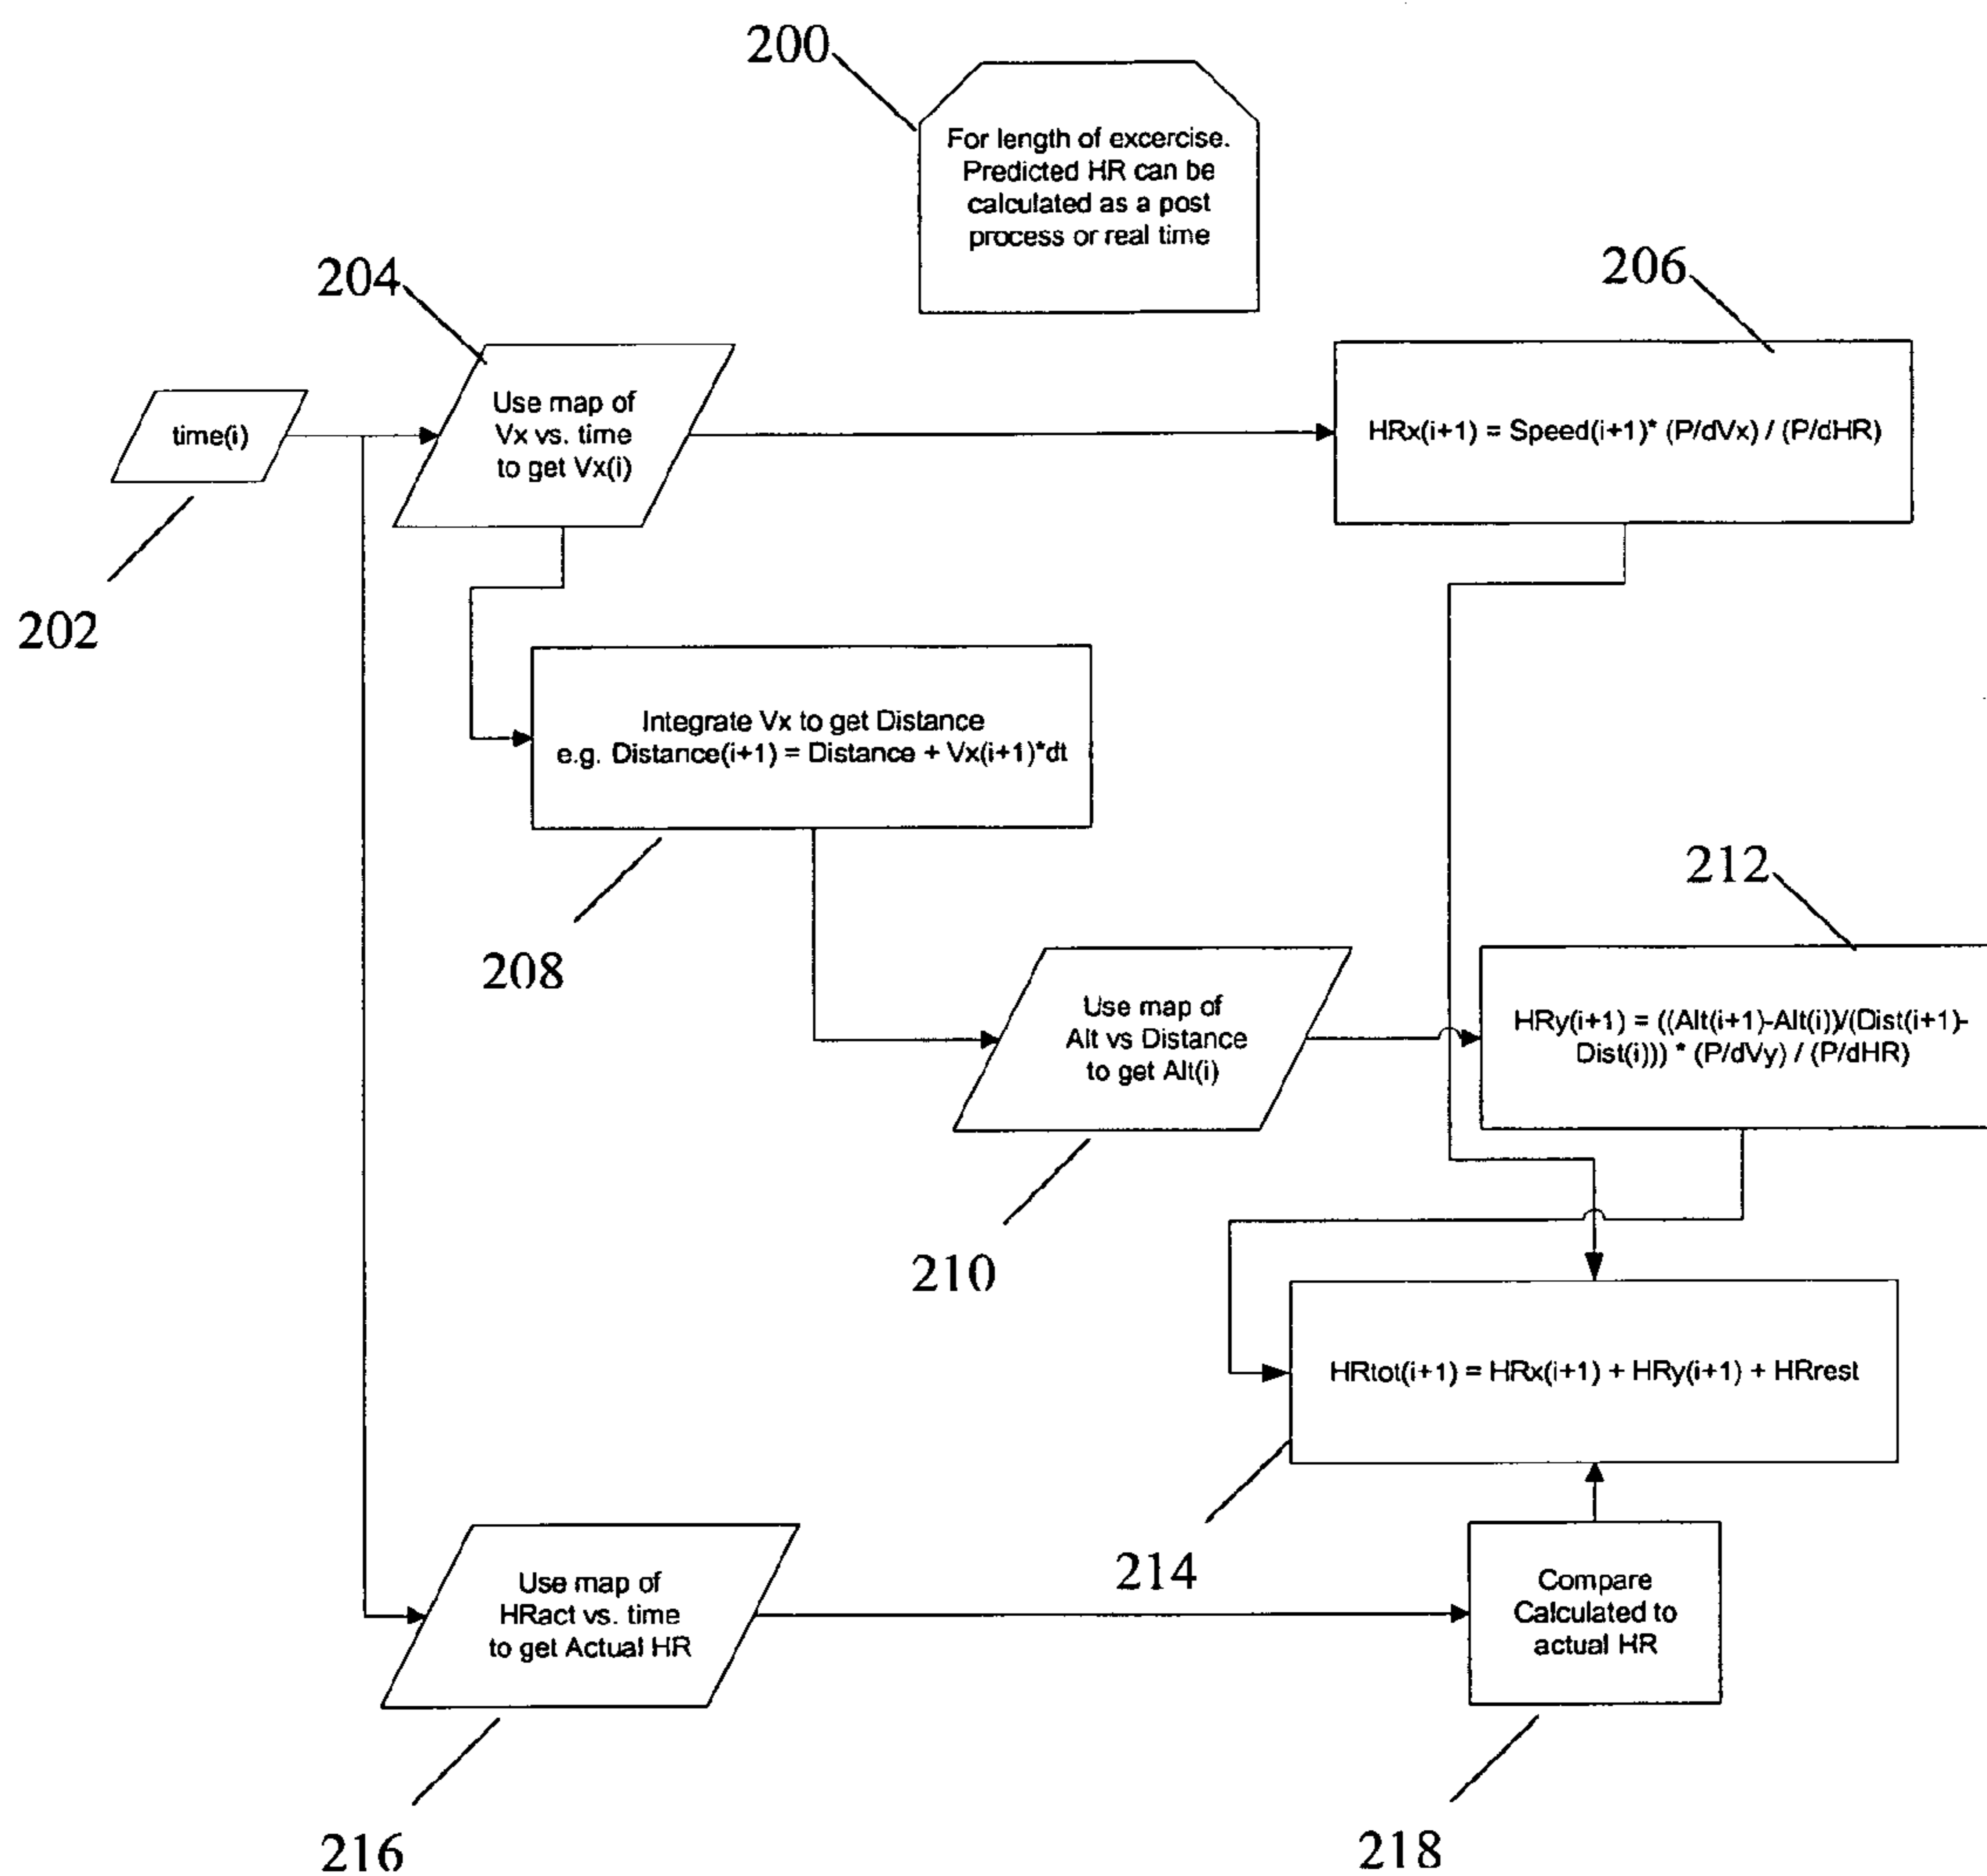 200
For length of excercise.
Predicted HR can be
calculated as a post
process or real time
204
206
time(i)
Use map of
Vx vs. time
to get Vx(i)
HRx(i+1) = Speed(i+1)* (P/dVx) / (P/dHR)
202
Integrate Vx to get Distance
e.g. Distance(i+1) = Distance + Vx(i+1)*dt
208
212
Use map of
Alt vs Distance
to get Alt(i)
HRy(i+1) = ((Alt(i+1)-Alt(i))/(Dist(i+1)-
Dist(i))) * (P/dVy) / (P/dHR)
210
HRtot(i+1) = HRx(i+1) + HRy(i+1) + HRrest
214
Use map of
HRact vs. time
to get Actual HR
Compare
Calculated to
actual HR
216
218